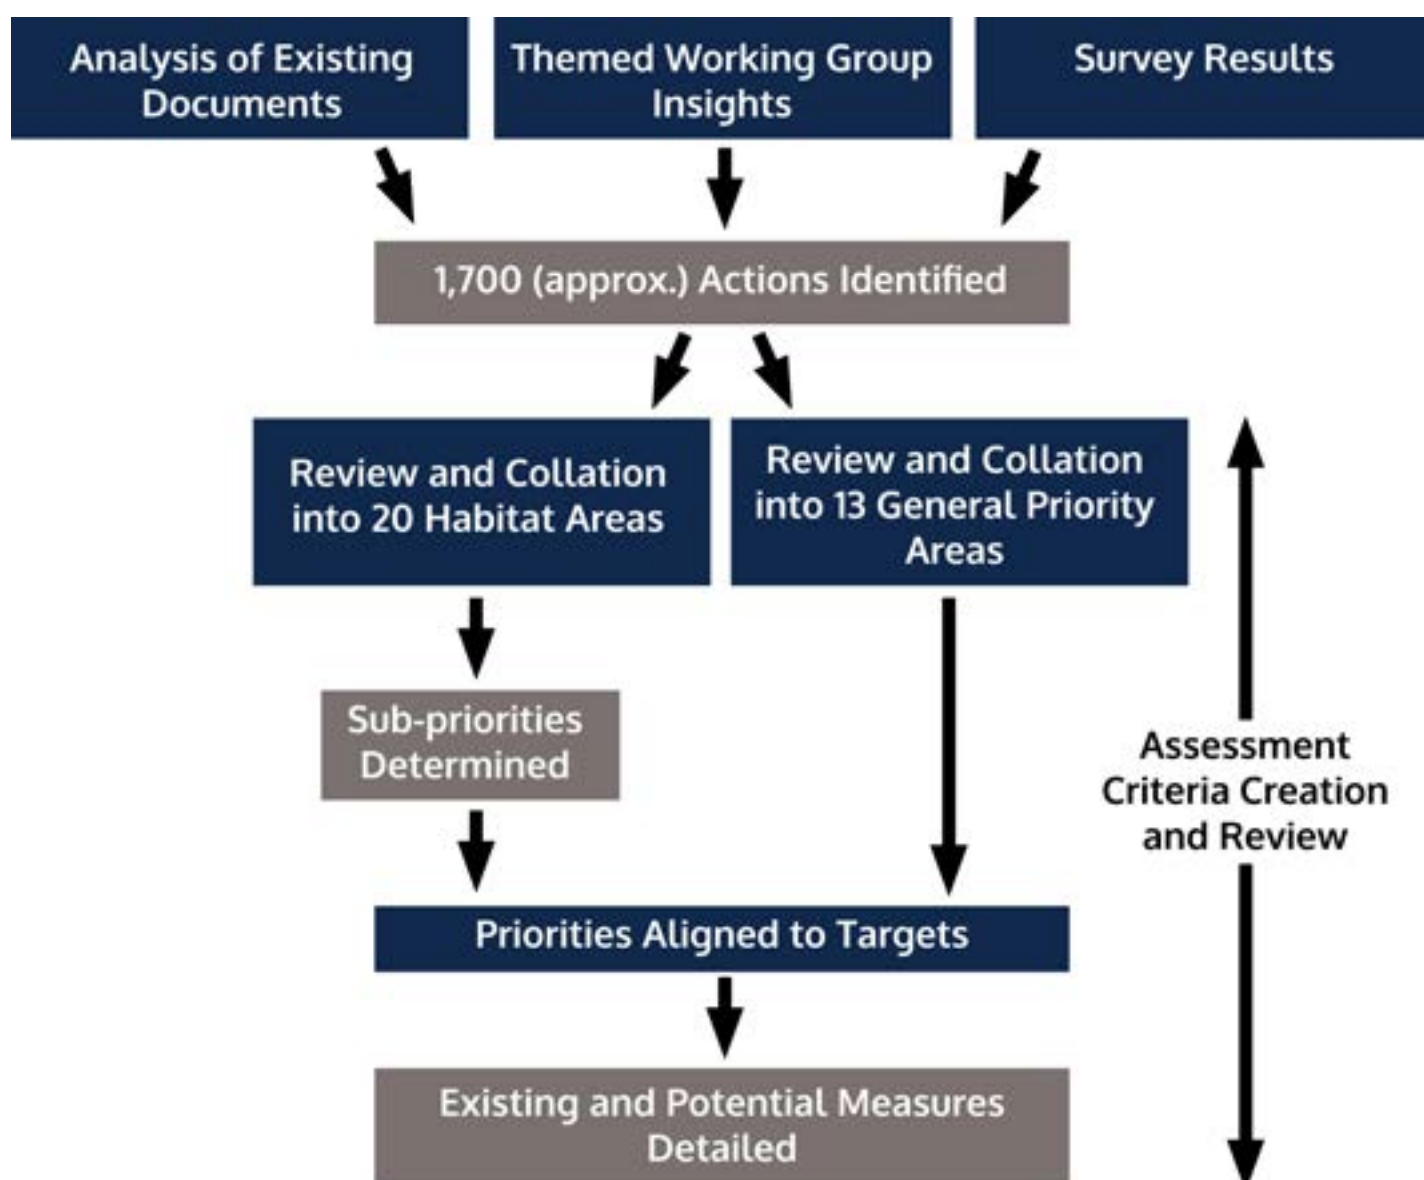 Analysis of Existing
Documents
Themed Working Group
Insights
Survey Results
1,700 (approx.) Actions Identified
Review and Collation
into 20 Habitat Areas
Review and Collation
into 13 General Priority
Areas
Sub-priorities
Determined
Assessment
Criteria Creation
and Review
Priorities Aligned to Targets
Existing and Potential Measures
Detailed